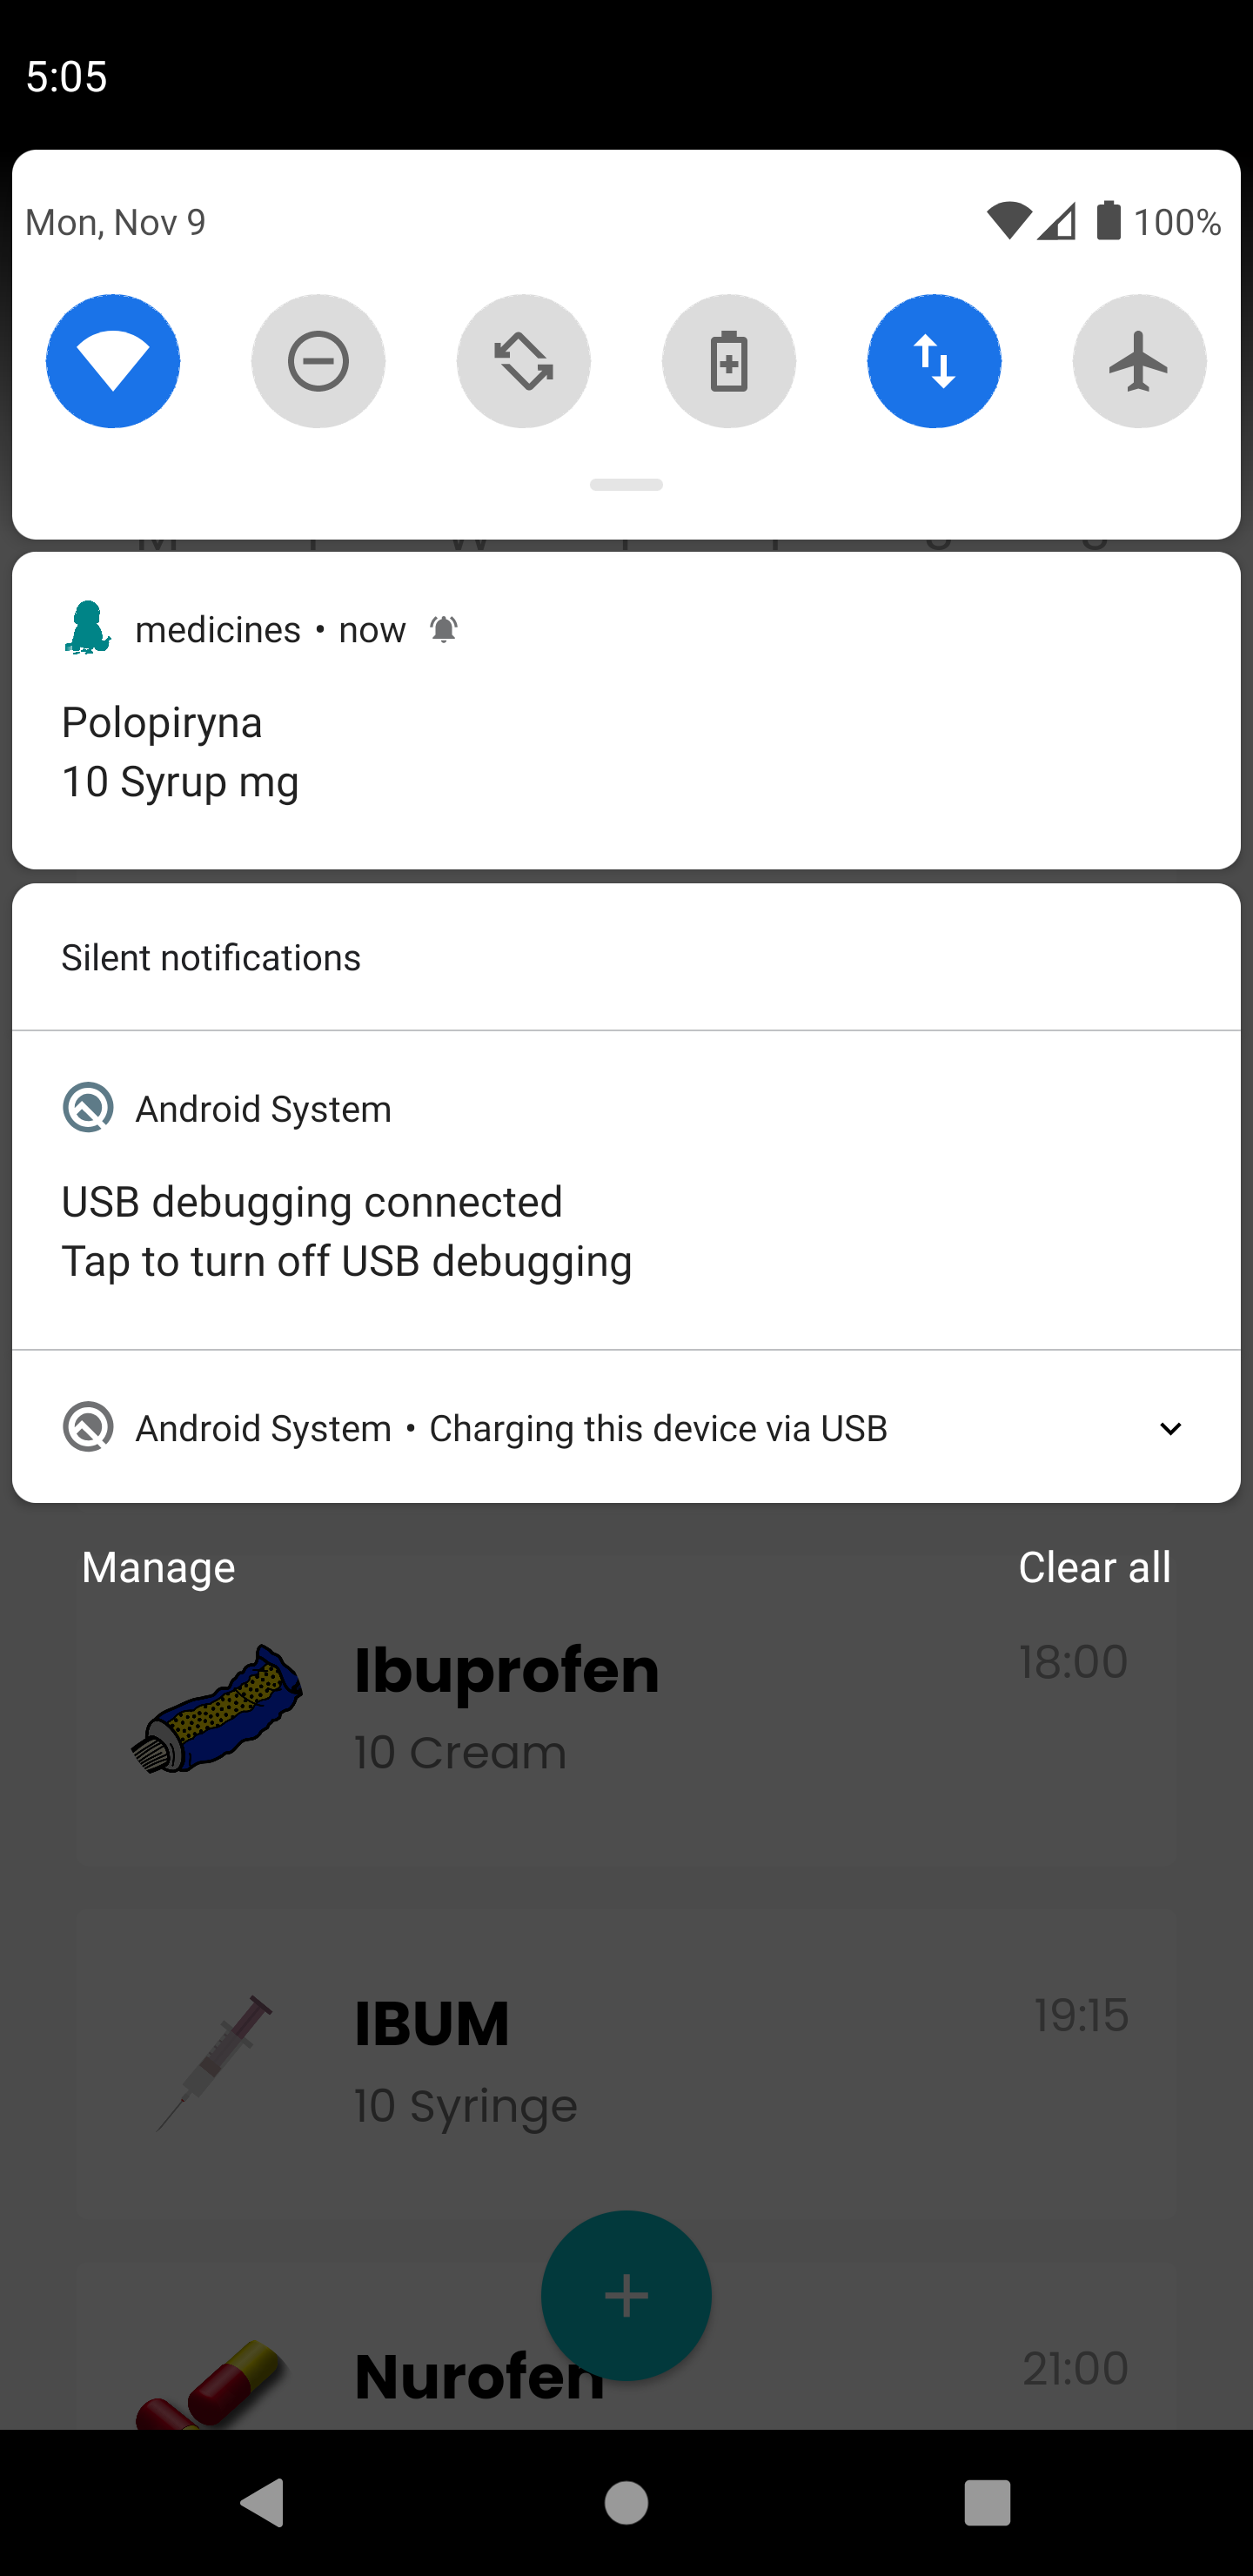 5:05
Mon, Nov 9
100%
medicines • now
Polopiryna
10 Syrup mg
Silent notifications
Android System
USB debugging connected
Tap to turn off USB debugging
Android System • Charging this device via USB
Manage
Clear all
Ibuprofen
18:00
10 Cream
IBUM
19:15
10 Syringe
Nurofen
21:00